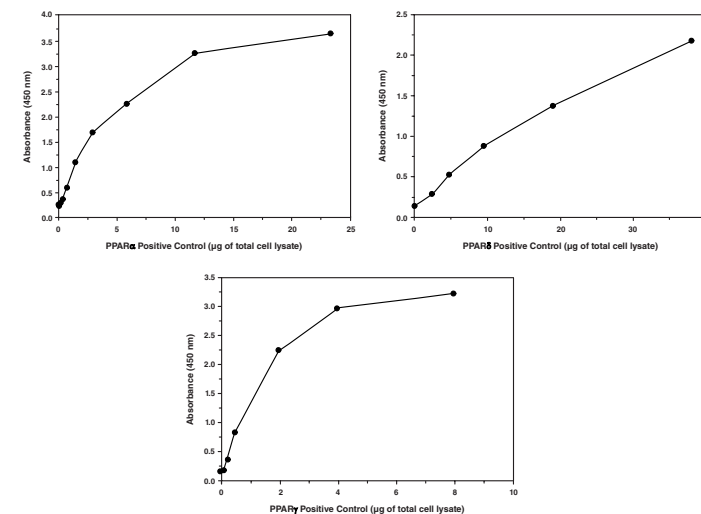 4.0
3.5
3.0
2.5
2.0
1.5
1.0
0.5
0.0
Absorbance (450 nm)
0 5 10 15 20 25
PPARα Positive Control (µg of total cell lysate)
2.5
2.0
1.5
1.0
0.5
0.0
Absorbance (450 nm)
0 10 20 30
PPARδ Positive Control (µg of total cell lysate)
3.5
3.0
2.5
2.0
1.5
1.0
0.5
0.0
Absorbance (450 nm)
0 2 4 6 8 10
PPARγ Positive Control (µg of total cell lysate)